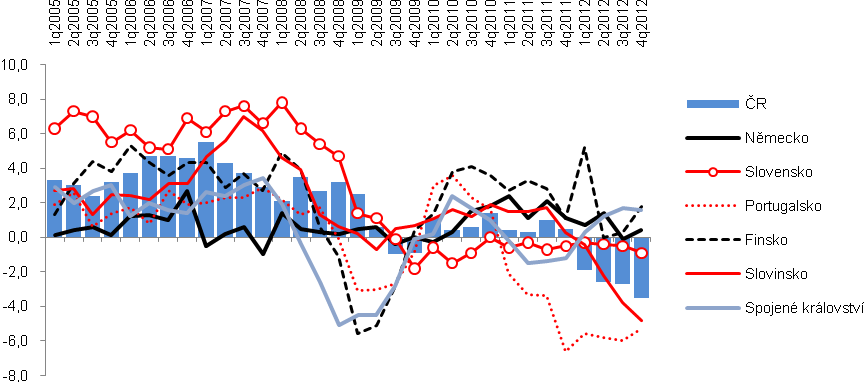 1q2005
2q2005
3q2005
4q2005
1q2006
2q2006
3q2006
4q2006
1q2007
2q2007
3q2007
4q2007
1q2008
2q2008
3q2008
4q2008
1q2009
2q2009
3q2009
4q2009
1q2010
2q2010
3q2010
4q2010
1q2011
2q2011
3q2011
4q2011
1q2012
2q2012
3q2012
4q2012
10,0
8,0
6,0
4,0
2,0
0,0
-2,0
-4,0
-6,0
-8,0
ČR
Německo
Slovensko
Portugalsko
Finsko
Slovinsko
Spojené království